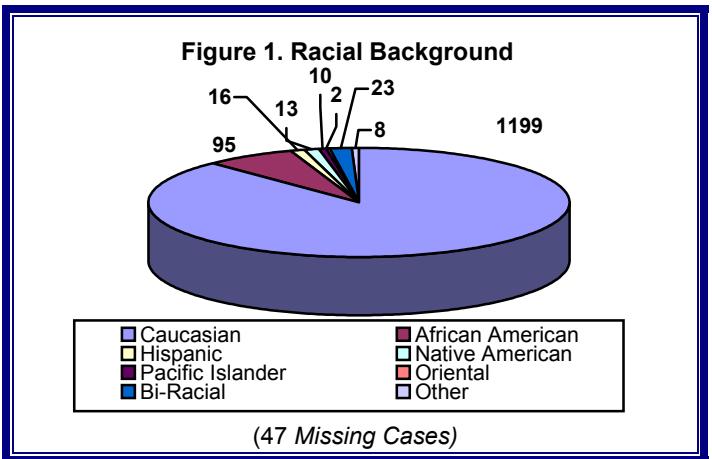 Figure 1. Racial Background
10
2
23
16
13
8
1199
95
Caucasian
African American
Hispanic
Native American
Pacific Islander
Oriental
Bi-Racial
Other
(47 Missing Cases)